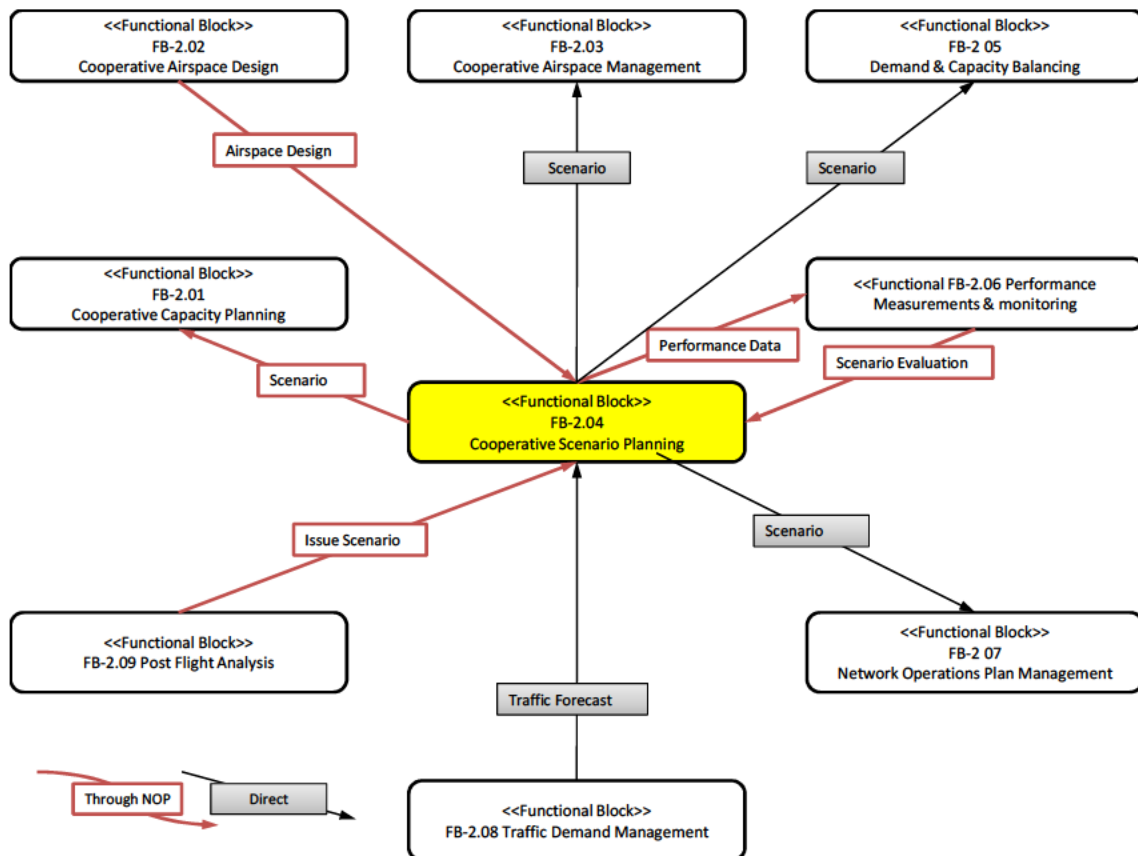 <<Functional Block>>
FB-2.02
Cooperative Airspace Design
<<Functional Block>>
FB-2.03
Cooperative Airspace Management
<<Functional Block>>
FB-2 05
Demand & Capacity Balancing
Airspace Design
Scenario
Scenario
<<Functional Block>>
FB-2.01
Cooperative Capacity Planning
<<Functional FB-2.06 Performance
Measurements & monitoring
Performance Data
Scenario Evaluation
Scenario
<<Functional Block>>
FB-2.04
Cooperative Scenario Planning
Issue Scenario
Scenario
<<Functional Block>>
FB-2.09 Post Flight Analysis
<<Functional Block>>
FB-2 07
Network Operations Plan Management
Traffic Forecast
Through NOP
Direct
<<Functional Block>>
FB-2.08 Traffic Demand Management